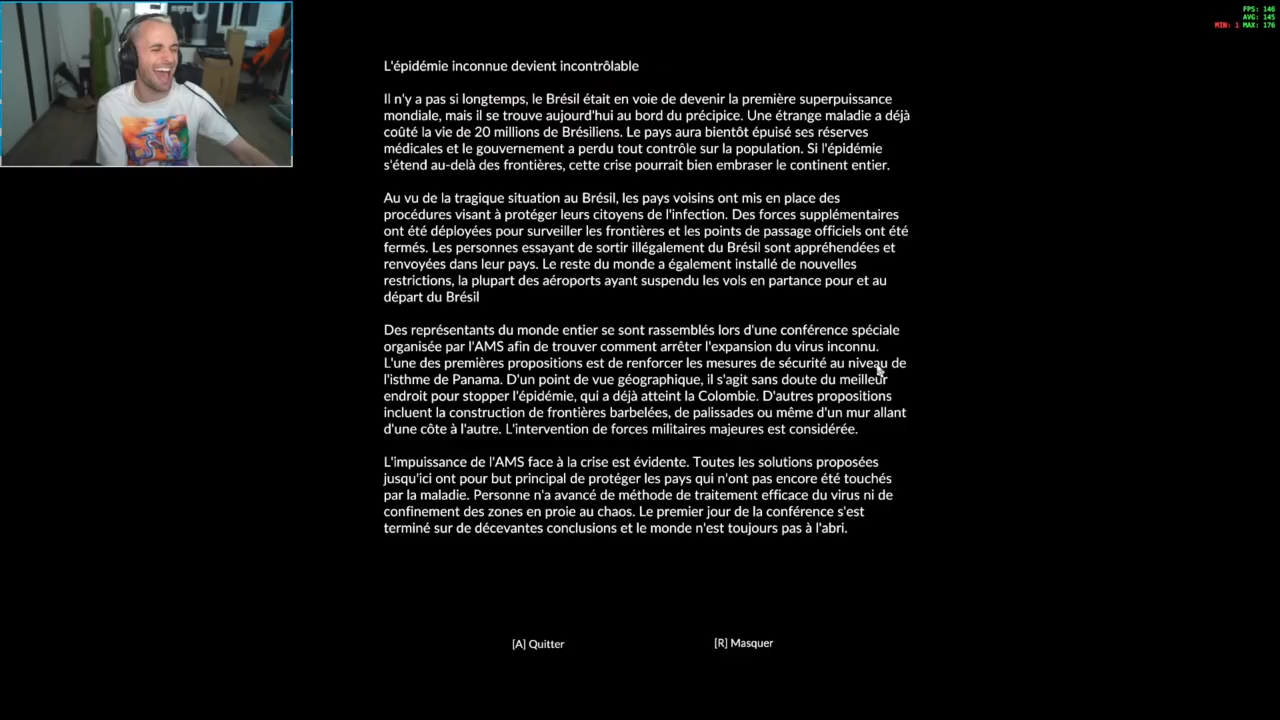 FPS: 146
AVG: 145
MIN: 1 MAX: 176
L'épidémie inconnue devient incontrôlable
Il n'y a pas si longtemps, le Brésil était en voie de devenir la première superpuissance
mondiale, mais il se trouve aujourd'hui au bord du précipice. Une étrange maladie a déjà
coûté la vie de 20 millions de Brésiliens. Le pays aura bientôt épuisé ses réserves
médicales et le gouvernement a perdu tout contrôle sur la population. Si l'épidémie
s'étend au-delà des frontières, cette crise pourrait bien embraser le continent entier.
Au vu de la tragique situation au Brésil, les pays voisins ont mis en place des
procédures visant à protéger leurs citoyens de l'infection. Des forces supplémentaires
ont été déployées pour surveiller les frontières et les points de passage officiels ont été
fermés. Les personnes essayant de sortir illégalement du Brésil sont appréhendées et
renvoyées dans leur pays. Le reste du monde a également installé de nouvelles
restrictions, la plupart des aéroports ayant suspendu les vols en partance pour et au
départ du Brésil
Des représentants du monde entier se sont rassemblés lors d'une conférence spéciale
organisée par l'AMS afin de trouver comment arrêter l'expansion du virus inconnu.
L'une des premières propositions est de renforcer les mesures de sécurité au niveau de
l'isthme de Panama. D'un point de vue géographique, il s'agit sans doute du meilleur
endroit pour stopper l'épidémie, qui a déjà atteint la Colombie. D'autres propositions
incluent la construction de frontières barbelées, de palissades ou même d'un mur allant
d'une côte à l'autre. L'intervention de forces militaires majeures est considérée.
L'impuissance de l'AMS face à la crise est évidente. Toutes les solutions proposées
jusqu'ici ont pour but principal de protéger les pays qui n'ont pas encore été touchés
par la maladie. Personne n'a avancé de méthode de traitement efficace du virus ni de
confinement des zones en proie au chaos. Le premier jour de la conférence s'est
terminé sur de décevantes conclusions et le monde n'est toujours pas à l'abri.
[A] Quitter
[R] Masquer